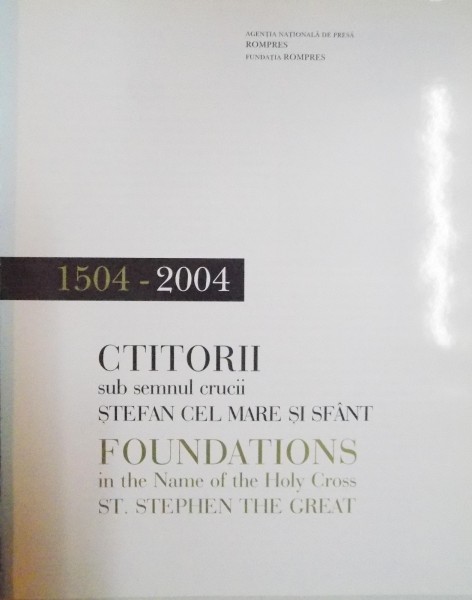 AGENȚIA NAȚIONALĂ DE PRESĂ
ROMPRES
FUNDAȚIA ROMPRES
1504 - 2004
CTITORII
sub semnul crucii
ȘTEFAN CEL MARE ȘI SFÂNT
FOUNDATIONS
in the Name of the Holy Cross
ST. STEPHEN THE GREAT